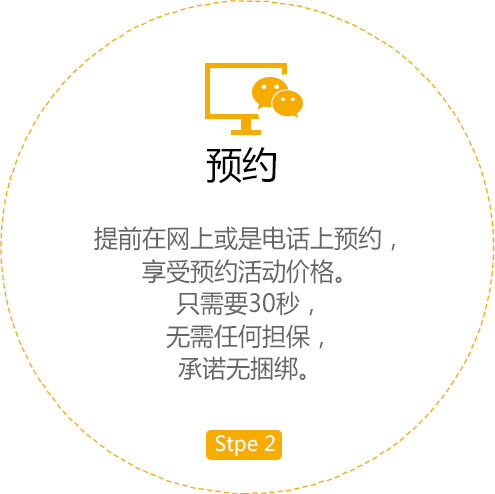 预约
提前在网上或是电话上预约，
享受预约活动价格。
只需要30秒，
无需任何担保，
承诺无捆绑。
Stpe 2